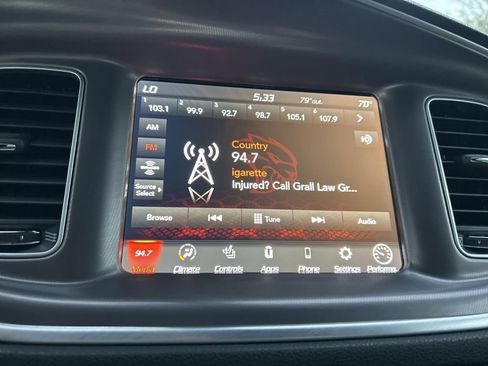 LO 5:33 79°out 70°
1 103.1 2 99.9 3 92.7 4 98.7 5 105.1 6 107.9
AM
FM
Source Select
Country
94.7
igarette
Injured? Call Grall Law Gr...
Browse Tune Audio
94.7
Media Climate Controls Apps Phone Settings Performa